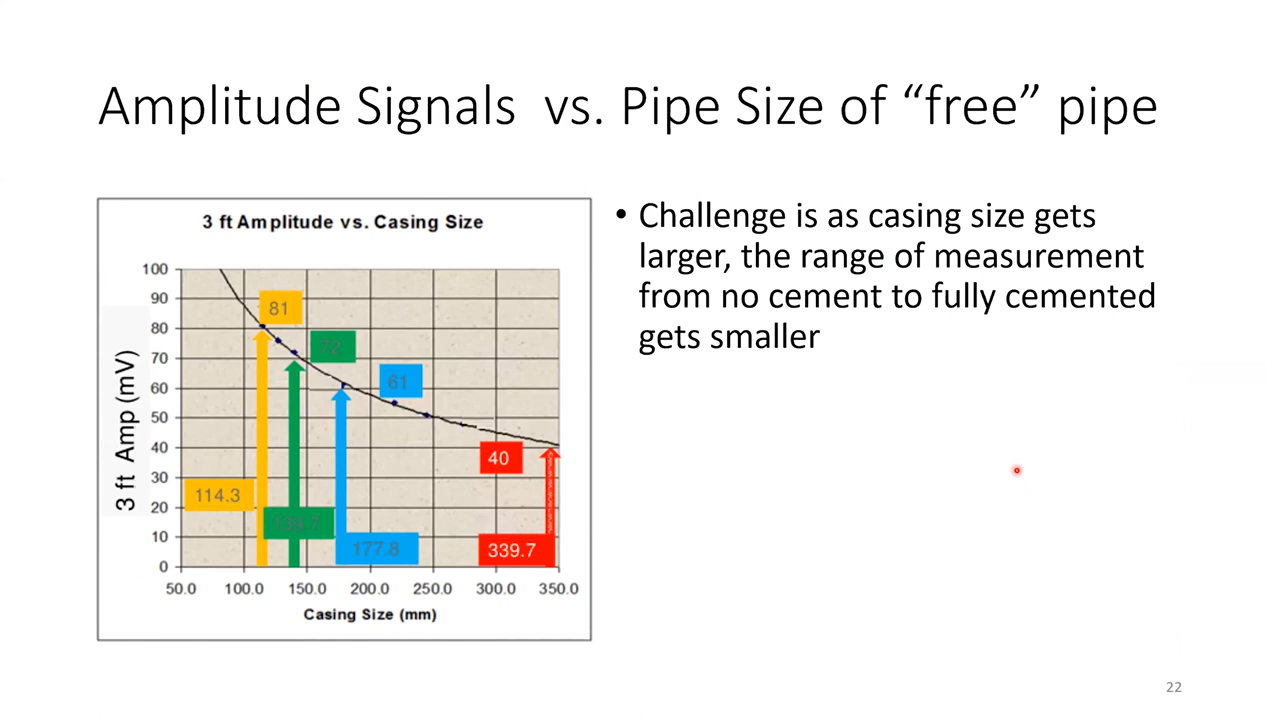 Amplitude Signals vs. Pipe Size of “free” pipe
3 ft Amplitude vs. Casing Size
3 ft Amp (mV)
100
90
80
70
60
50
40
30
20
10
0
81
72
61
40
114.3
139.7
177.8
339.7
50.0 100.0 150.0 200.0 250.0 300.0 350.0
Casing Size (mm)
• Challenge is as casing size gets
larger, the range of measurement
from no cement to fully cemented
gets smaller
22